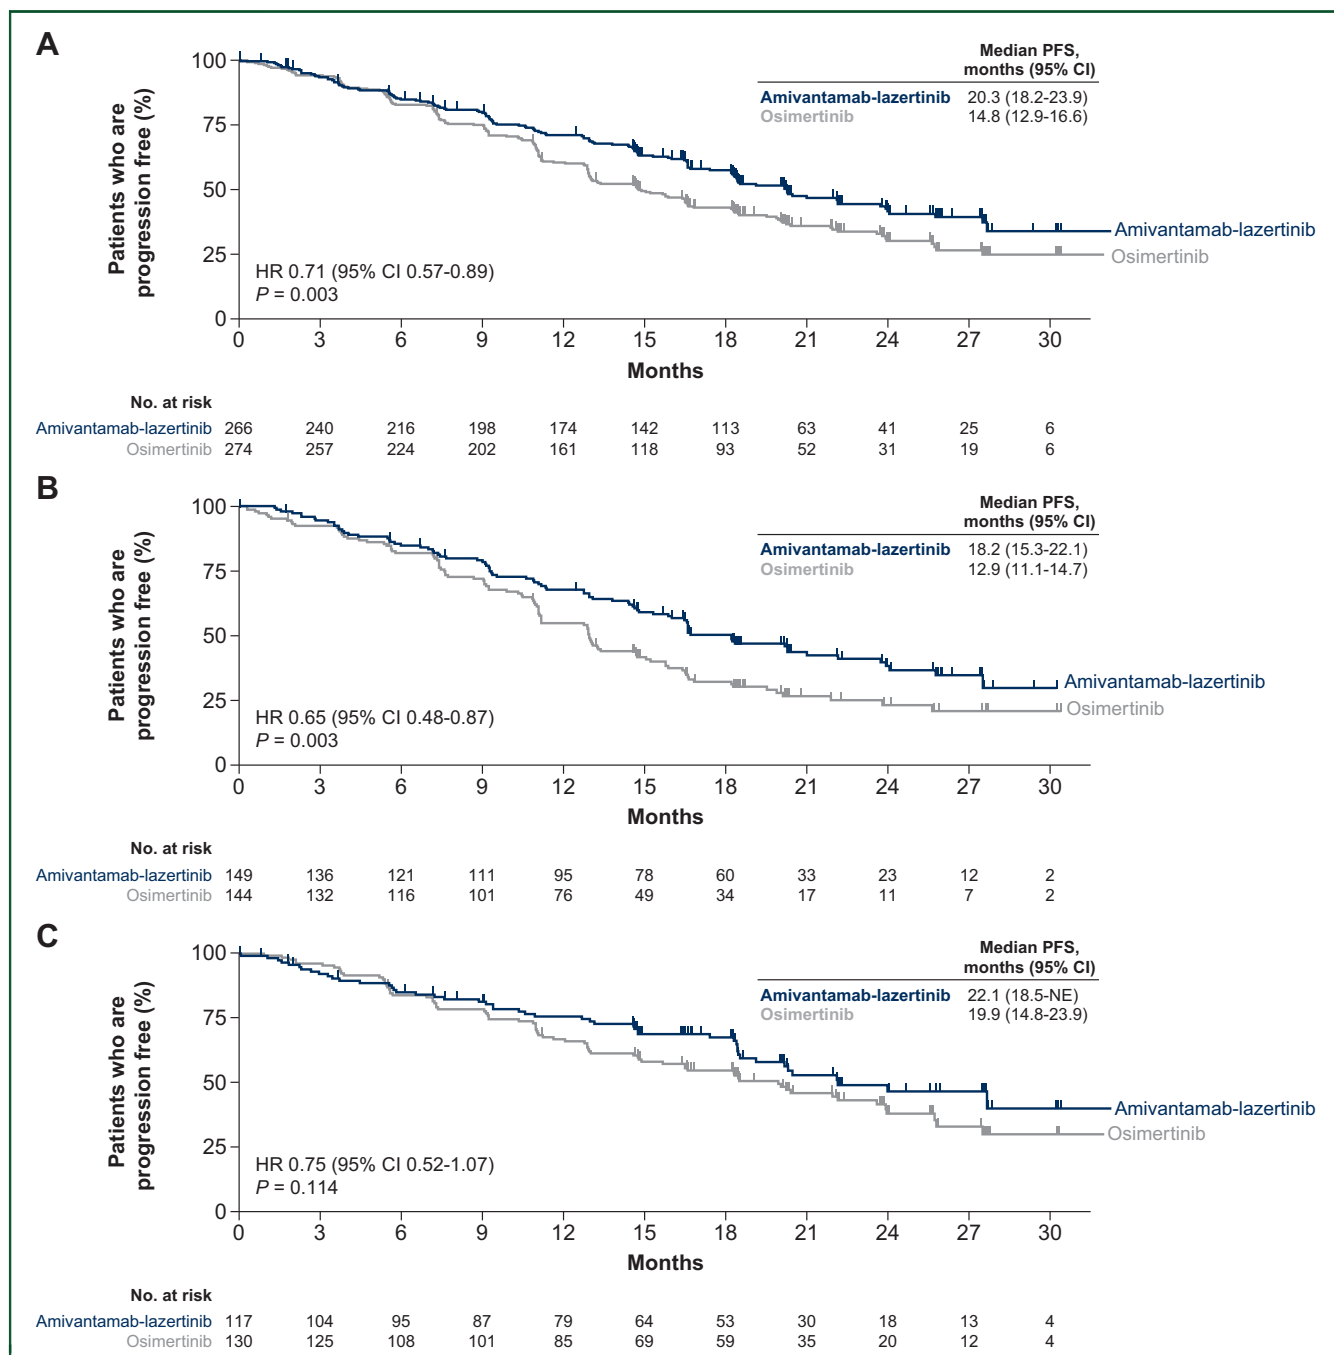 A
Median PFS,
months (95% CI)
Amivantamab-lazertinib 20.3 (18.2-23.9)
Osimertinib 14.8 (12.9-16.6)
Patients who are
progression free (%)
100
75
50
25
0
HR 0.71 (95% CI 0.57-0.89)
P = 0.003
Amivantamab-lazertinib
Osimertinib
0 3 6 9 12 15 18 21 24 27 30
Months
No. at risk
Amivantamab-lazertinib 266 240 216 198 174 142 113 63 41 25 6
Osimertinib 274 257 224 202 161 118 93 52 31 19 6
B
Median PFS,
months (95% CI)
Amivantamab-lazertinib 18.2 (15.3-22.1)
Osimertinib 12.9 (11.1-14.7)
Patients who are
progression free (%)
100
75
50
25
0
HR 0.65 (95% CI 0.48-0.87)
P = 0.003
Amivantamab-lazertinib
Osimertinib
0 3 6 9 12 15 18 21 24 27 30
Months
No. at risk
Amivantamab-lazertinib 149 136 121 111 95 78 60 33 23 12 2
Osimertinib 144 132 116 101 76 49 34 17 11 7 2
C
Median PFS,
months (95% CI)
Amivantamab-lazertinib 22.1 (18.5-NE)
Osimertinib 19.9 (14.8-23.9)
Patients who are
progression free (%)
100
75
50
25
0
HR 0.75 (95% CI 0.52-1.07)
P = 0.114
Amivantamab-lazertinib
Osimertinib
0 3 6 9 12 15 18 21 24 27 30
Months
No. at risk
Amivantamab-lazertinib 117 104 95 87 79 64 53 30 18 13 4
Osimertinib 130 125 108 101 85 69 59 35 20 12 4